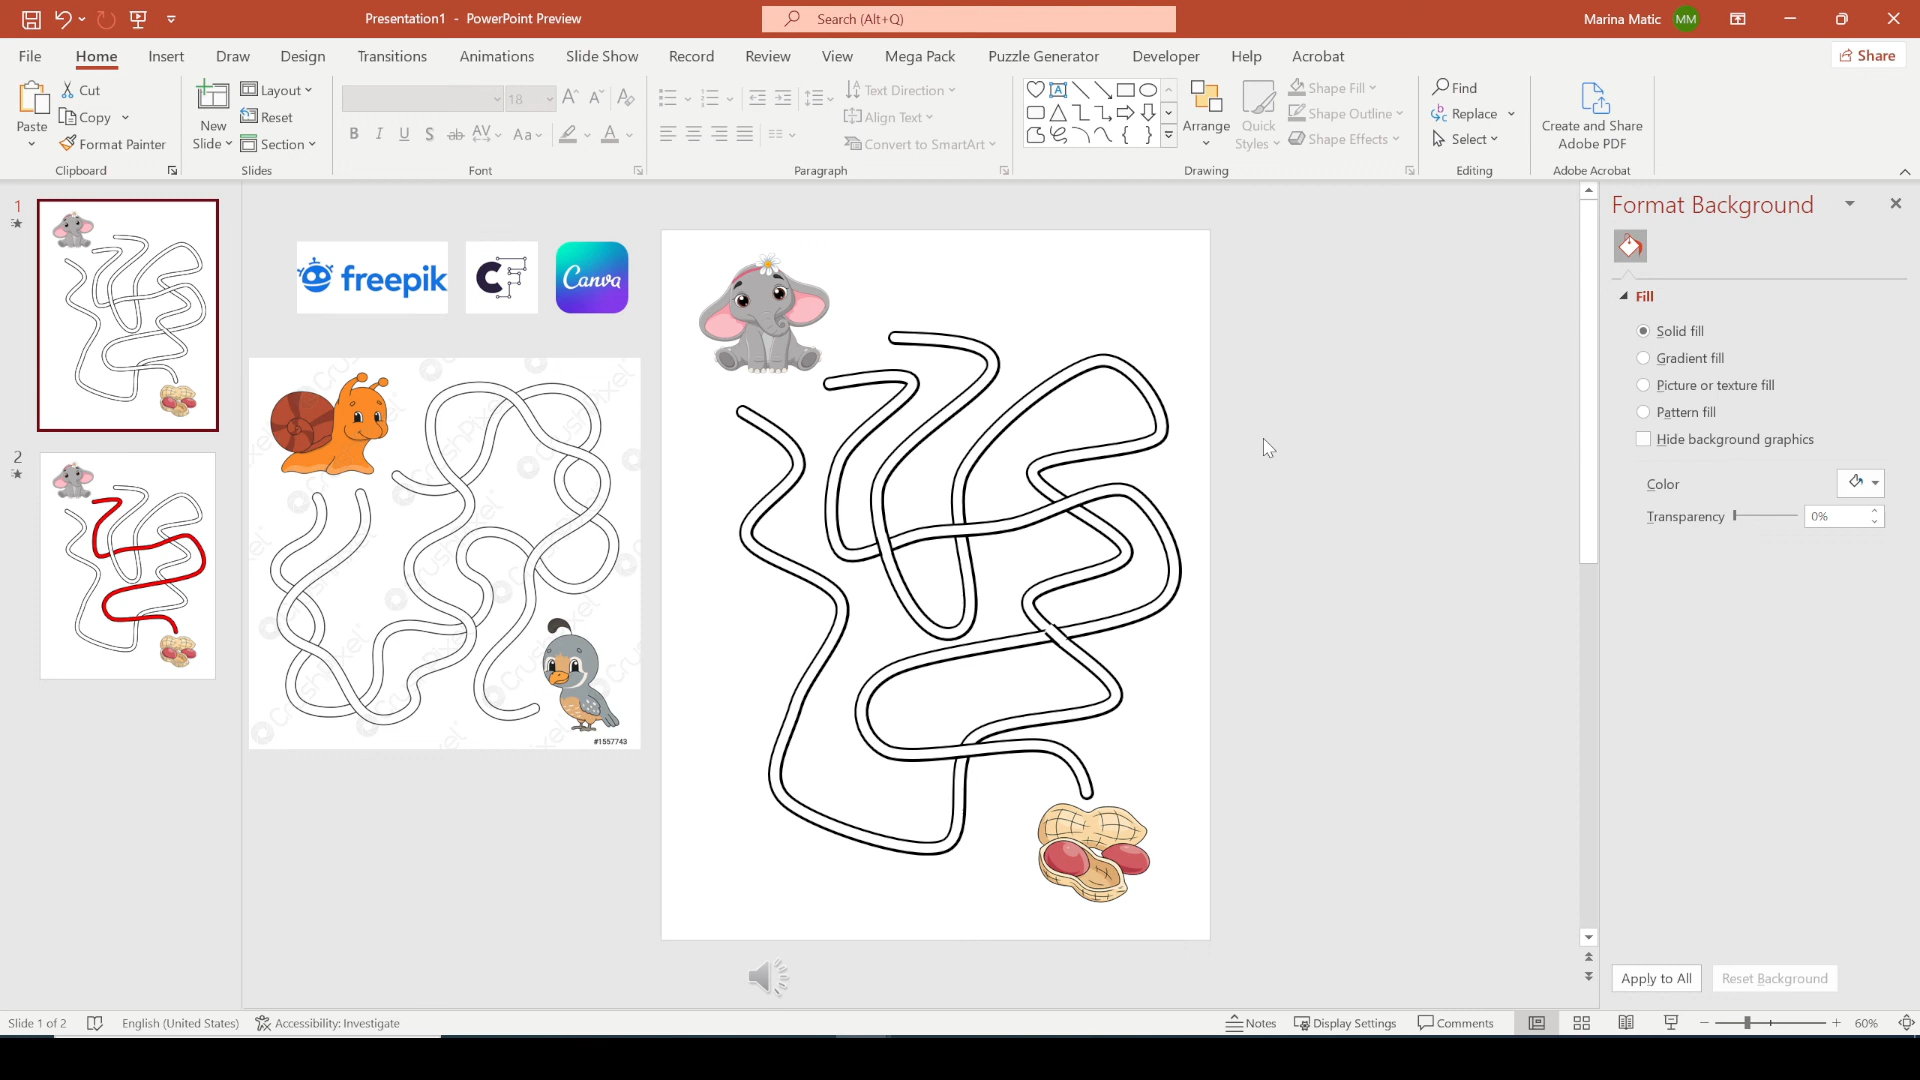 Presentation1 - PowerPoint Preview
Search (Alt+Q)
Marina Matic MM
File Home Insert Draw Design Transitions Animations Slide Show Record Review View Mega Pack Puzzle Generator Developer Help Acrobat Share
Paste
Cut
Copy
Format Painter
Clipboard
New
Slide
Layout
Reset
Section
Slides
18
Font
Text Direction
Align Text
Convert to SmartArt
Paragraph
Arrange
Quick
Styles
Shape Fill
Shape Outline
Shape Effects
Drawing
Find
Replace
Select
Editing
Create and Share
Adobe PDF
Adobe Acrobat
1
2
freepik
CF
Canva
#1557743
Format Background
Fill
Solid fill
Gradient fill
Picture or texture fill
Pattern fill
Hide background graphics
Color
Transparency 0%
Apply to All Reset Background
Slide 1 of 2 English (United States) Accessibility: Investigate Notes Display Settings Comments 60%